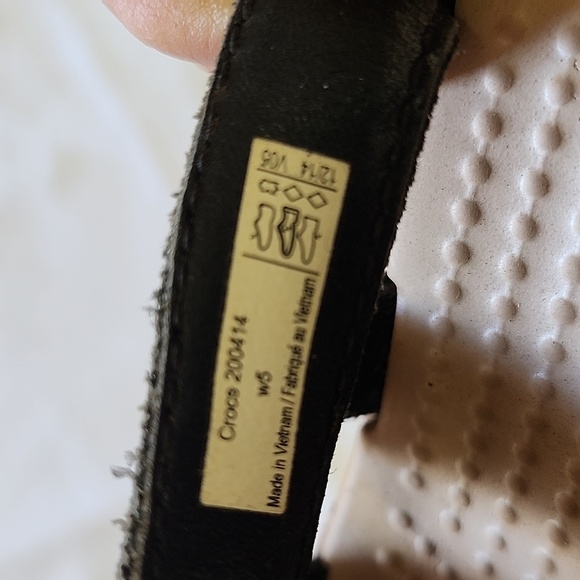 Crocs 200414
w5
Made in Vietnam / Fabriqué au Vietnam
12/14 V05